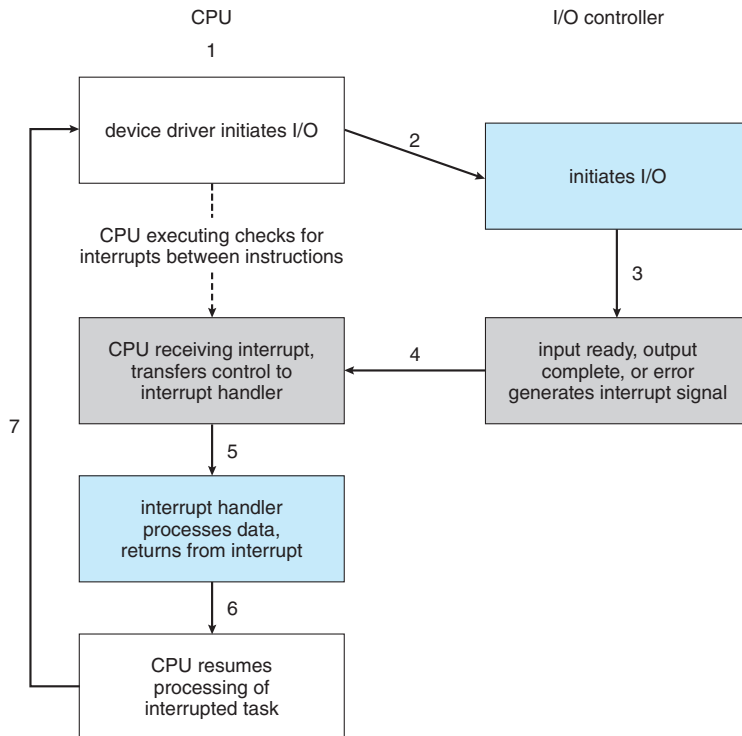 CPU
I/O controller
1
device driver initiates I/O
2
initiates I/O
CPU executing checks for
interrupts between instructions
3
CPU receiving interrupt,
transfers control to
interrupt handler
4
input ready, output
complete, or error
generates interrupt signal
7
5
interrupt handler
processes data,
returns from interrupt
6
CPU resumes
processing of
interrupted task